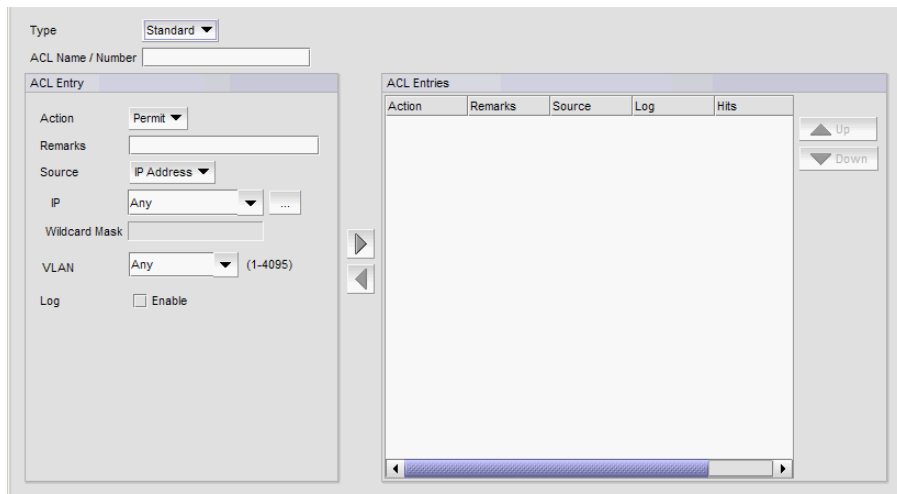 Type Standard
ACL Name / Number
ACL Entry
Action Permit
Remarks
Source IP Address
IP Any ...
Wildcard Mask
VLAN Any (1-4095)
Log Enable
ACL Entries
Action Remarks Source Log Hits
Up
Down